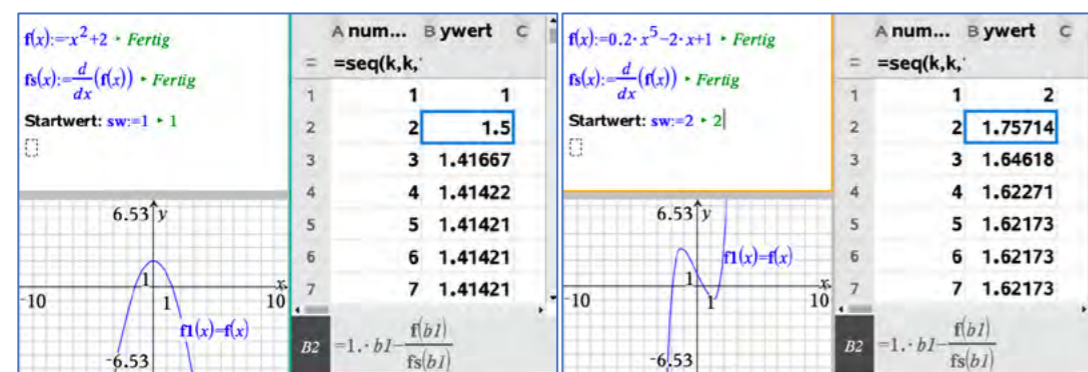 f(x):=-x²+2 ▸ Fertig
fs(x):=d/dx(f(x)) ▸ Fertig
Startwert: sw:=1 ▸ 1
A num... B ywert C
= =seq(k,k,'
1 1 1
2 2 1.5
3 3 1.41667
4 4 1.41422
5 5 1.41421
6 6 1.41421
7 7 1.41421
B2 =1.·b1-f(b1)/fs(b1)
6.53 y
1
x
-10 1 10
f1(x)=f(x)
-6.53
f(x):=0.2·x⁵-2·x+1 ▸ Fertig
fs(x):=d/dx(f(x)) ▸ Fertig
Startwert: sw:=2 ▸ 2
A num... B ywert C
= =seq(k,k,'
1 1 2
2 2 1.75714
3 3 1.64618
4 4 1.62271
5 5 1.62173
6 6 1.62173
7 7 1.62173
B2 =1.·b1-f(b1)/fs(b1)
6.53 y
f1(x)=f(x)
1
x
-10 1 10
-6.53